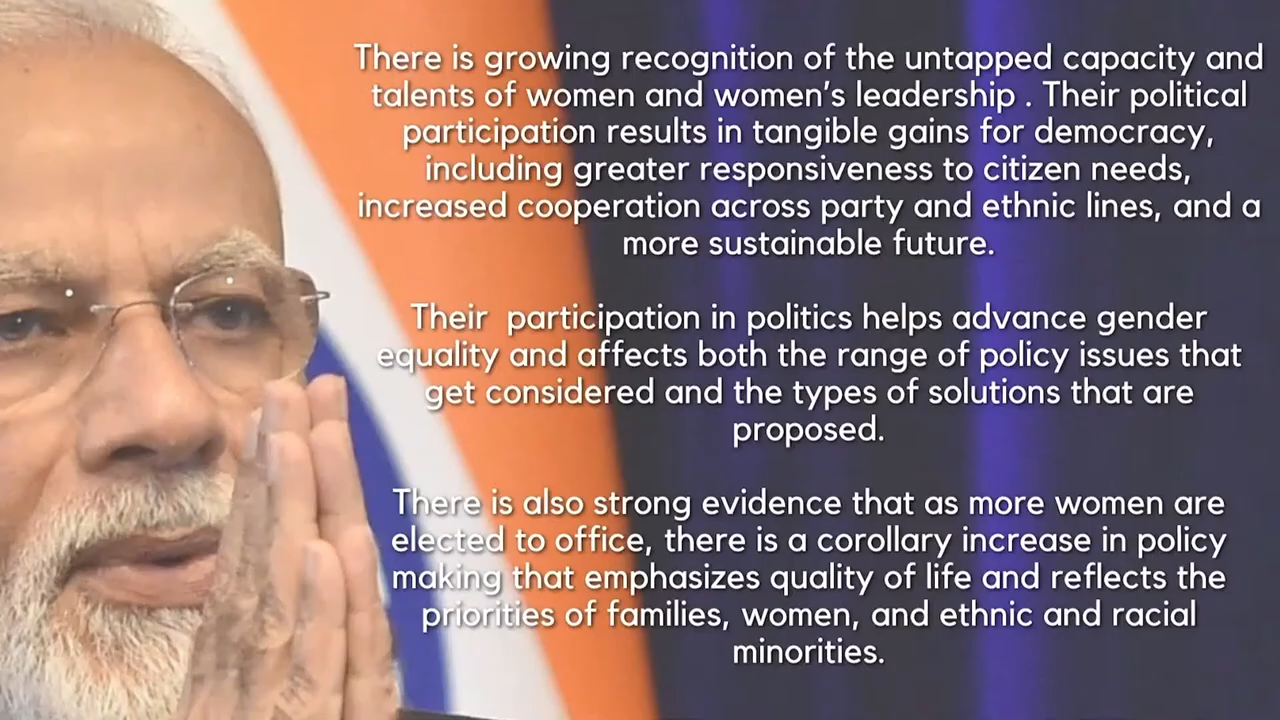 There is growing recognition of the untapped capacity and
talents of women and women's leadership . Their political
participation results in tangible gains for democracy,
including greater responsiveness to citizen needs,
increased cooperation across party and ethnic lines, and a
more sustainable future.
Their  participation in politics helps advance gender
equality and affects both the range of policy issues that
get considered and the types of solutions that are
proposed.
There is also strong evidence that as more women are
elected to office, there is a corollary increase in policy
making that emphasizes quality of life and reflects the
priorities of families, women, and ethnic and racial
minorities.